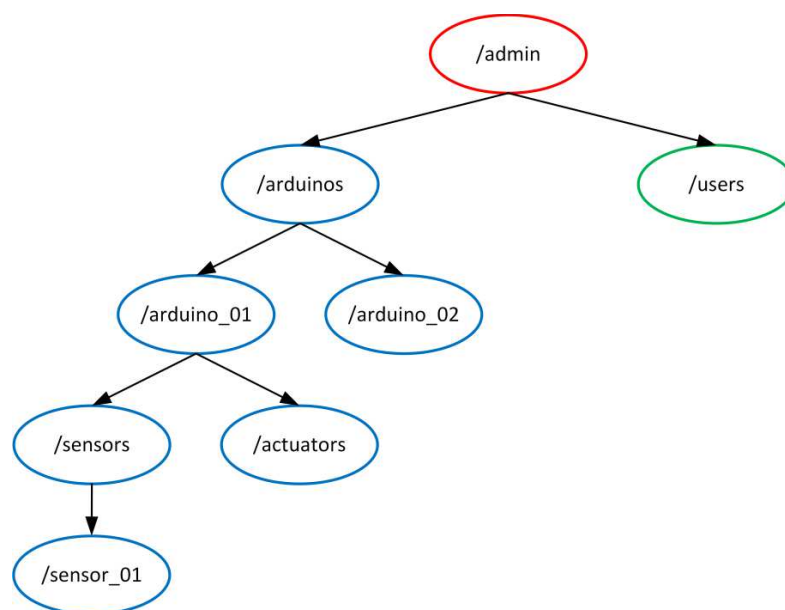 /admin
/arduinos
/users
/arduino_01
/arduino_02
/sensors
/actuators
/sensor_01